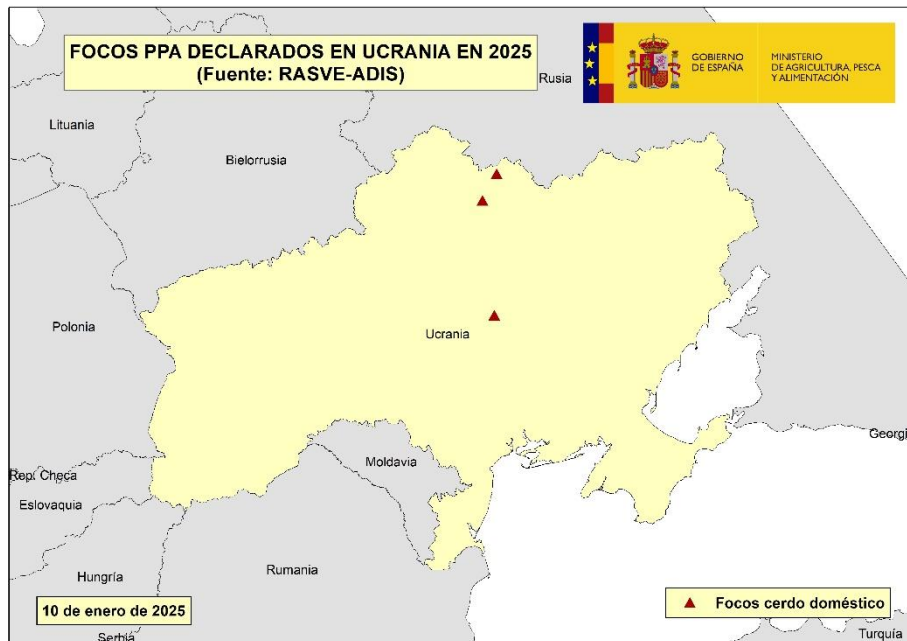 FOCOS PPA DECLARADOS EN UCRANIA EN 2025
(Fuente: RASVE-ADIS)
GOBIERNO
DE ESPAÑA
MINISTERIO
DE AGRICULTURA, PESCA
Y ALIMENTACIÓN
Rusia
Lituania
Bielorrusia
Polonia
Ucrania
Georgi
Moldavia
Rep. Checa
Eslovaquia
Hungría
Rumania
10 de enero de 2025
Focos cerdo doméstico
Serbia
Turquía